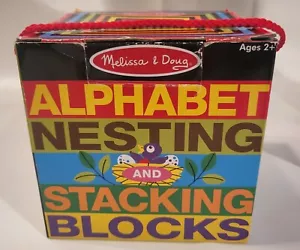 Melissa & Doug
Ages 2+
ALPHABET
NESTING
AND
STACKING
BLOCKS